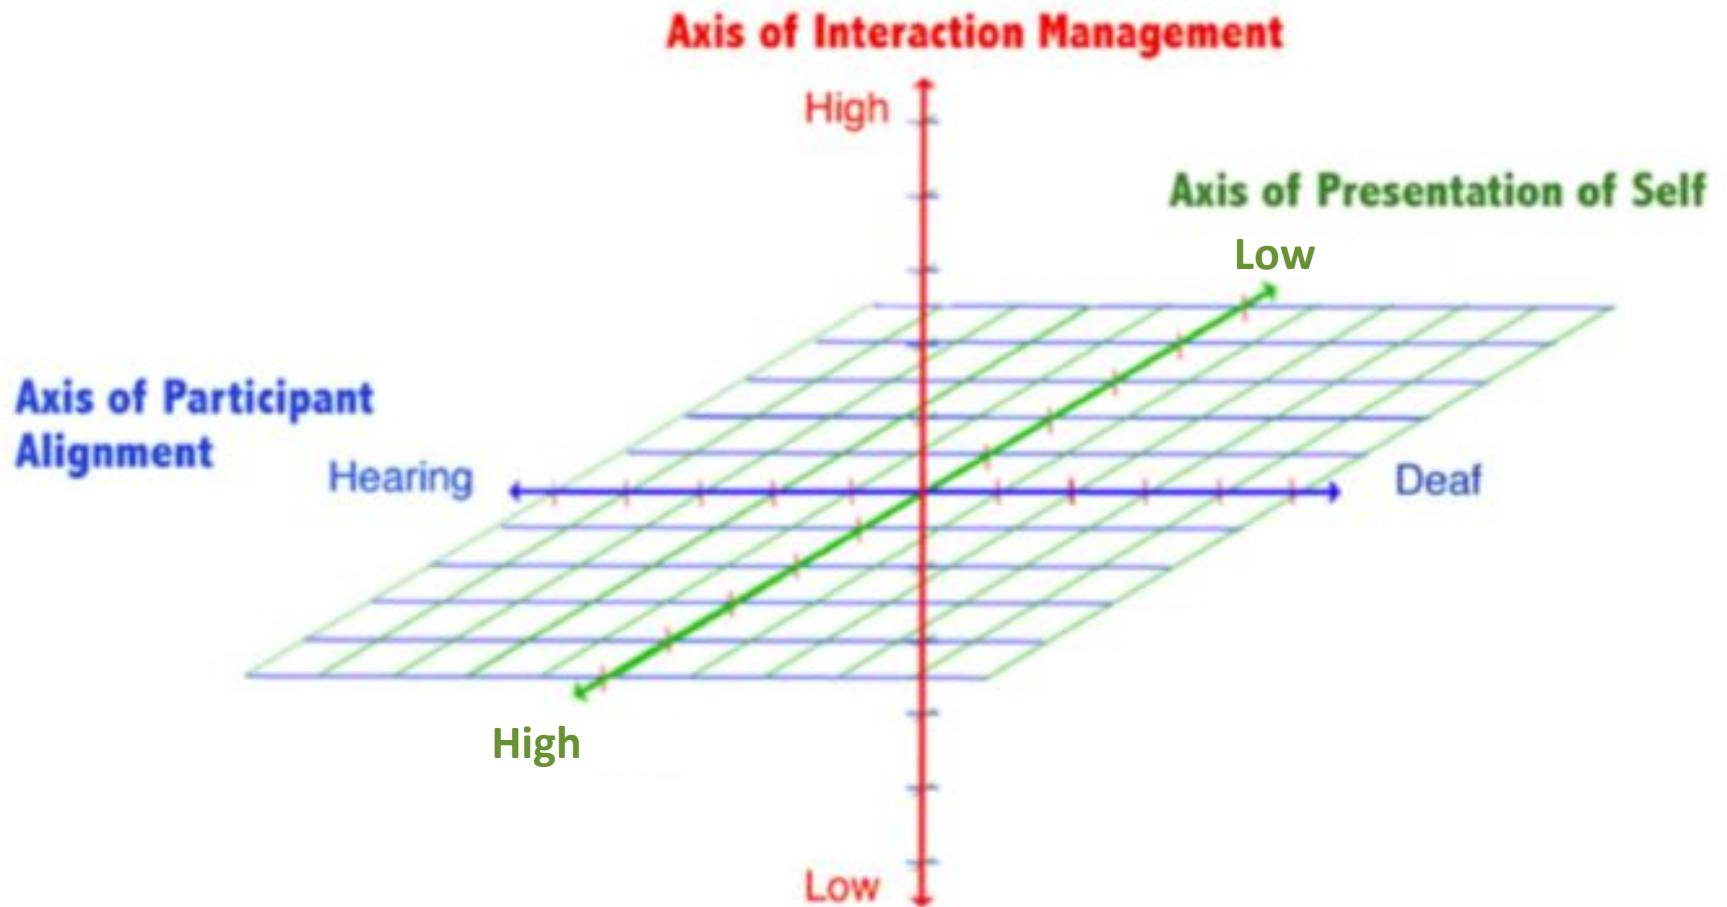 Axis of Interaction Management
High
Axis of Presentation of Self
Low
Axis of Participant
Alignment
Hearing
Deaf
High
Low